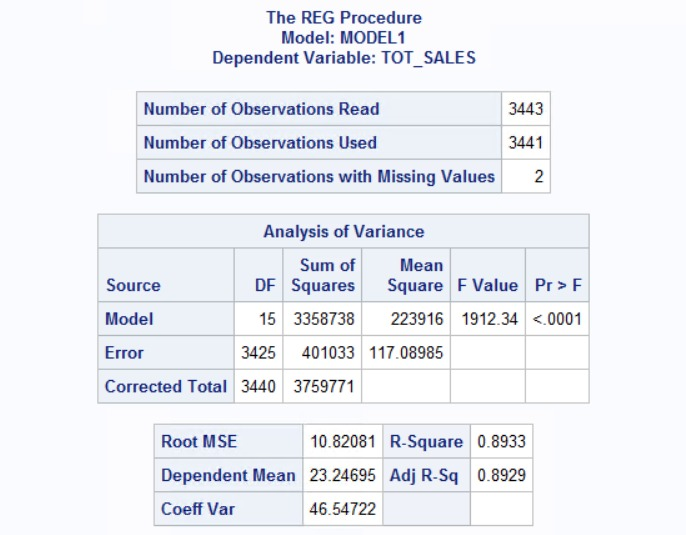 The REG Procedure
Model: MODEL1
Dependent Variable: TOT_SALES
Number of Observations Read 3443
Number of Observations Used 3441
Number of Observations with Missing Values 2
Analysis of Variance
Source DF Sum of Squares Mean Square F Value Pr > F
Model 15 3358738 223916 1912.34 <.0001
Error 3425 401033 117.08985
Corrected Total 3440 3759771
Root MSE 10.82081 R-Square 0.8933
Dependent Mean 23.24695 Adj R-Sq 0.8929
Coeff Var 46.54722